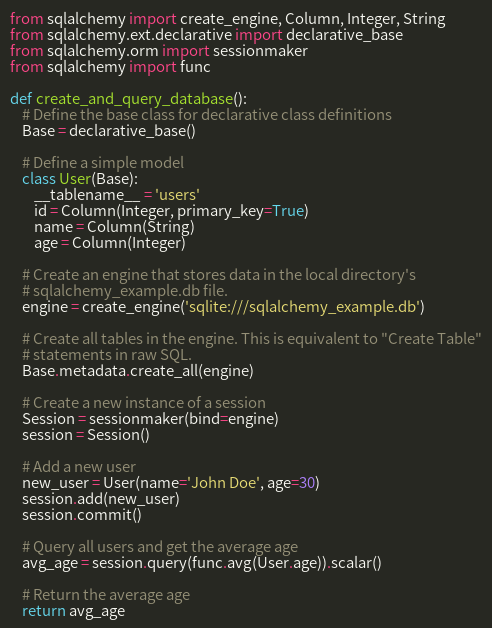 from sqlalchemy import create_engine, Column, Integer, String
from sqlalchemy.ext.declarative import declarative_base
from sqlalchemy.orm import sessionmaker
from sqlalchemy import func

def create_and_query_database():
    # Define the base class for declarative class definitions
    Base = declarative_base()

    # Define a simple model
    class User(Base):
        __tablename__ = 'users'
        id = Column(Integer, primary_key=True)
        name = Column(String)
        age = Column(Integer)

    # Create an engine that stores data in the local directory's
    # sqlalchemy_example.db file.
    engine = create_engine('sqlite:///sqlalchemy_example.db')

    # Create all tables in the engine. This is equivalent to "Create Table"
    # statements in raw SQL.
    Base.metadata.create_all(engine)

    # Create a new instance of a session
    Session = sessionmaker(bind=engine)
    session = Session()

    # Add a new user
    new_user = User(name='John Doe', age=30)
    session.add(new_user)
    session.commit()

    # Query all users and get the average age
    avg_age = session.query(func.avg(User.age)).scalar()

    # Return the average age
    return avg_age